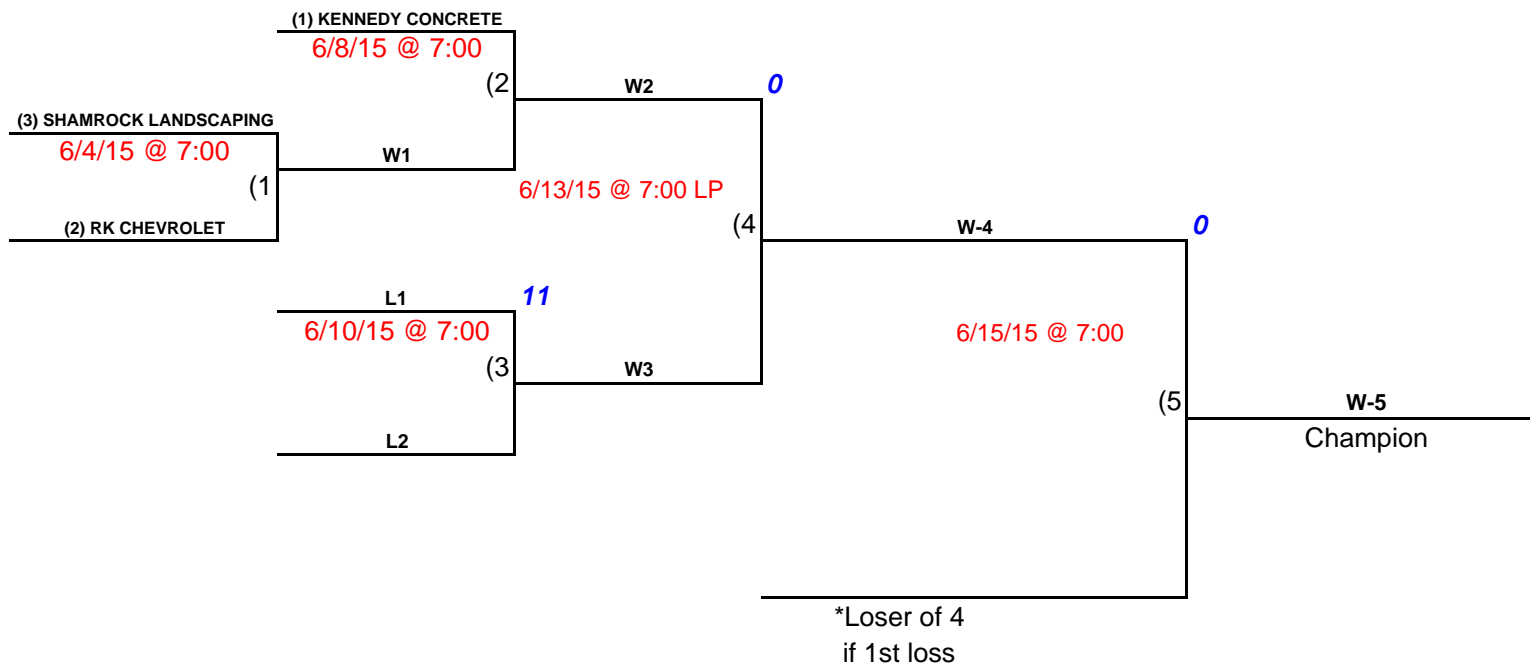 (1) KENNEDY CONCRETE
6/8/15 @ 7:00
(2
W2
0
(3) SHAMROCK LANDSCAPING
6/4/15 @ 7:00
W1
(1
6/13/15 @ 7:00 LP
(2) RK CHEVROLET
(4
W-4
0
L1
11
6/10/15 @ 7:00
6/15/15 @ 7:00
(3
W3
(5
W-5
L2
Champion
*Loser of 4
if 1st loss